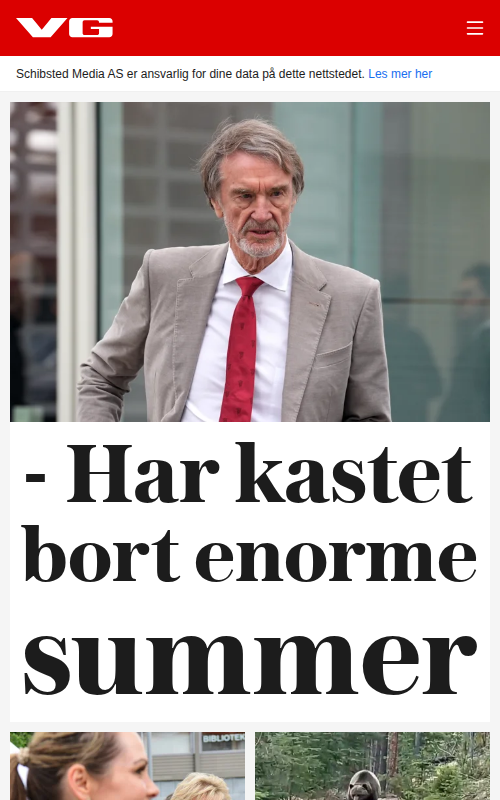 VG
Schibsted Media AS er ansvarlig for dine data på dette nettstedet. Les mer her
- Har kastet
bort enorme
summer
BIBLIOTEK